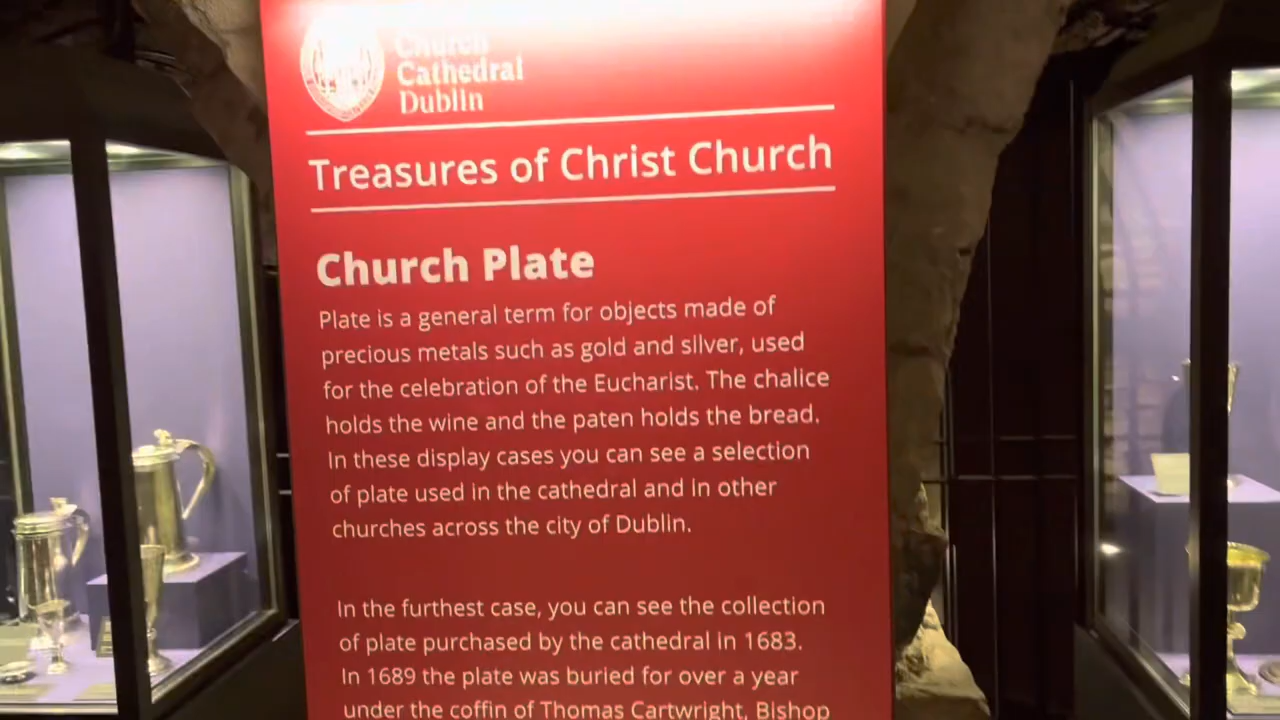 Church
Cathedral
Dublin
Treasures of Christ Church
Church Plate
Plate is a general term for objects made of
precious metals such as gold and silver, used
for the celebration of the Eucharist. The chalice
holds the wine and the paten holds the bread.
In these display cases you can see a selection
of plate used in the cathedral and in other
churches across the city of Dublin.
In the furthest case, you can see the collection
of plate purchased by the cathedral in 1683.
In 1689 the plate was buried for over a year
under the coffin of Thomas Cartwright, Bishop